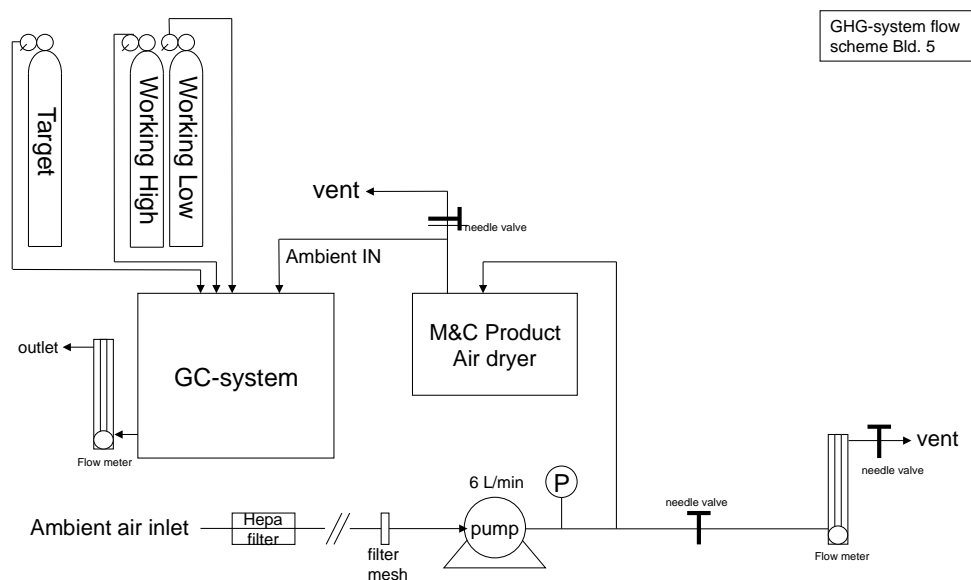 GHG-system flow
scheme Bld. 5
Target
Working High
Working Low
vent
needle valve
Ambient IN
M&C Product
Air dryer
GC-system
outlet
Flow meter
vent
needle valve
6 L/min
P
needle valve
Ambient air inlet
Hepa
filter
filter
mesh
pump
Flow meter